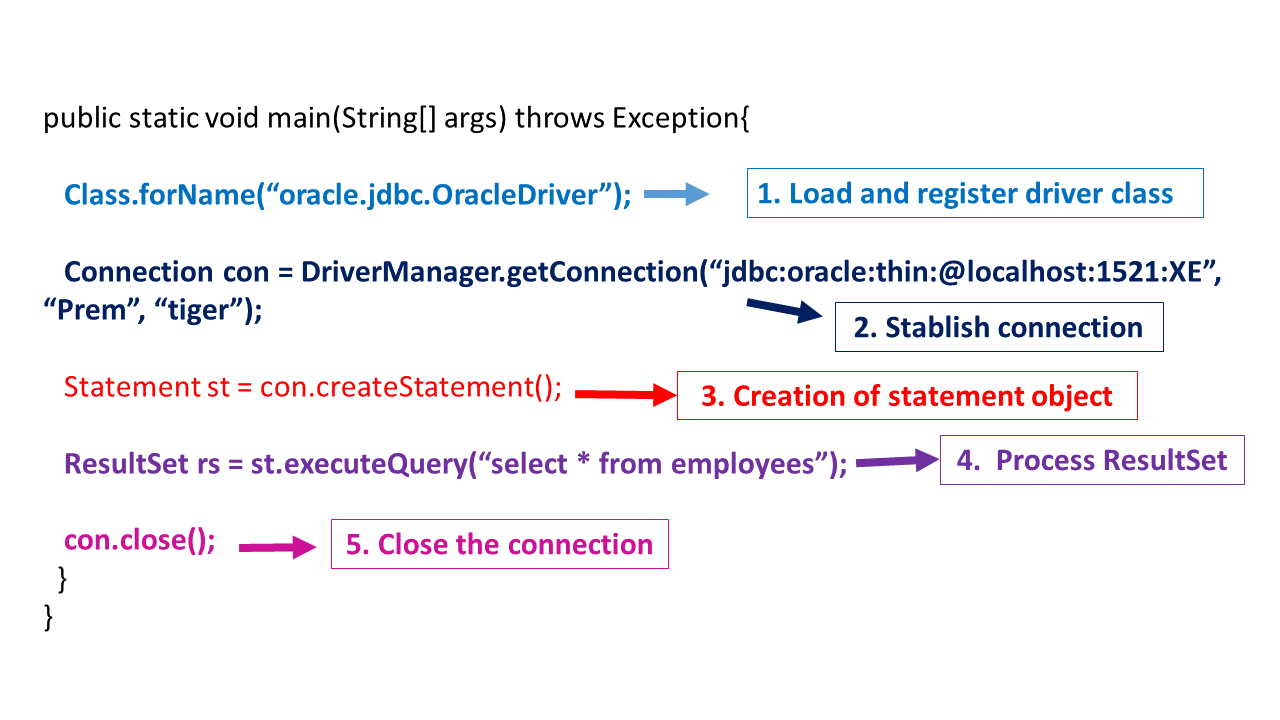 public static void main(String[] args) throws Exception{
Class.forName(“oracle.jdbc.OracleDriver”);
1. Load and register driver class
Connection con = DriverManager.getConnection(“jdbc:oracle:thin:@localhost:1521:XE”,
“Prem”, “tiger”);
2. Stablish connection
Statement st = con.createStatement();
3. Creation of statement object
ResultSet rs = st.executeQuery(“select * from employees”);
4.  Process ResultSet
con.close();
5. Close the connection
}
}